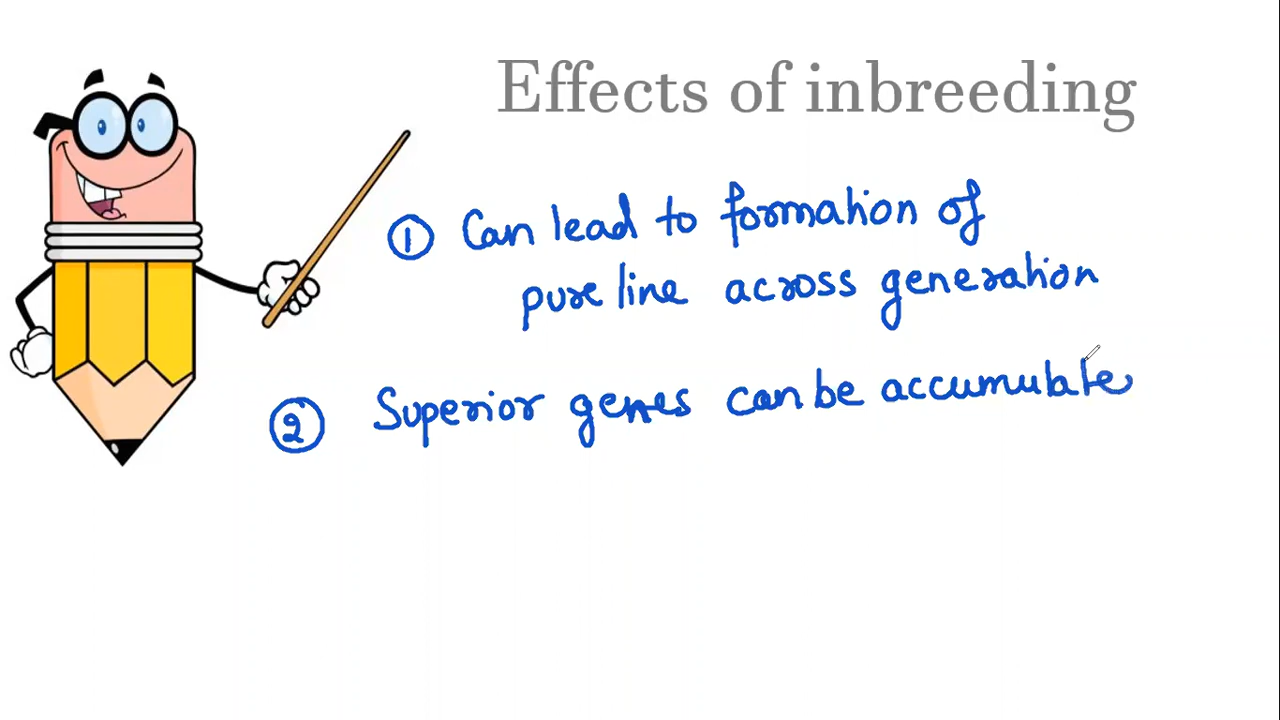 Effects of inbreeding
① Can lead to formation of
pure line across generation
② Superior genes can be accumulate